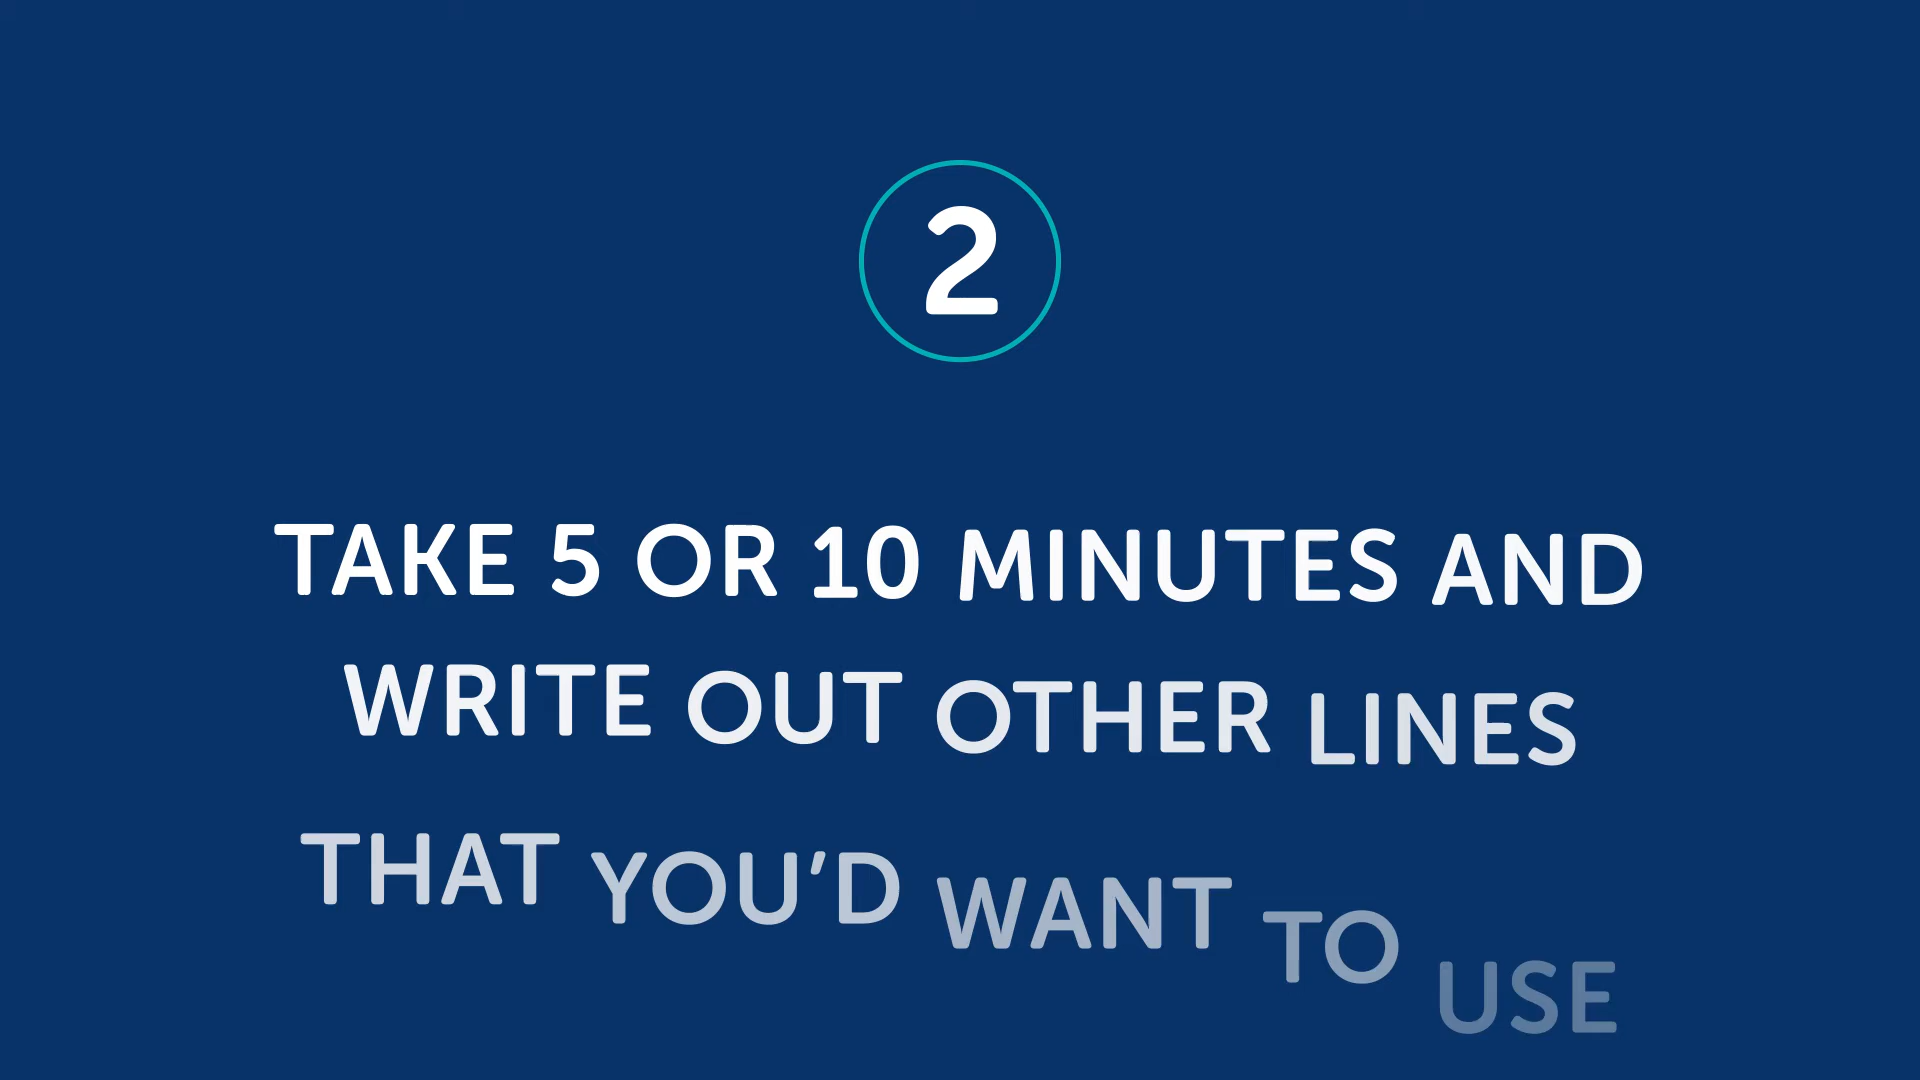 2
TAKE 5 OR 10 MINUTES AND
WRITE OUT OTHER LINES
THAT YOU’D WANT TO USE